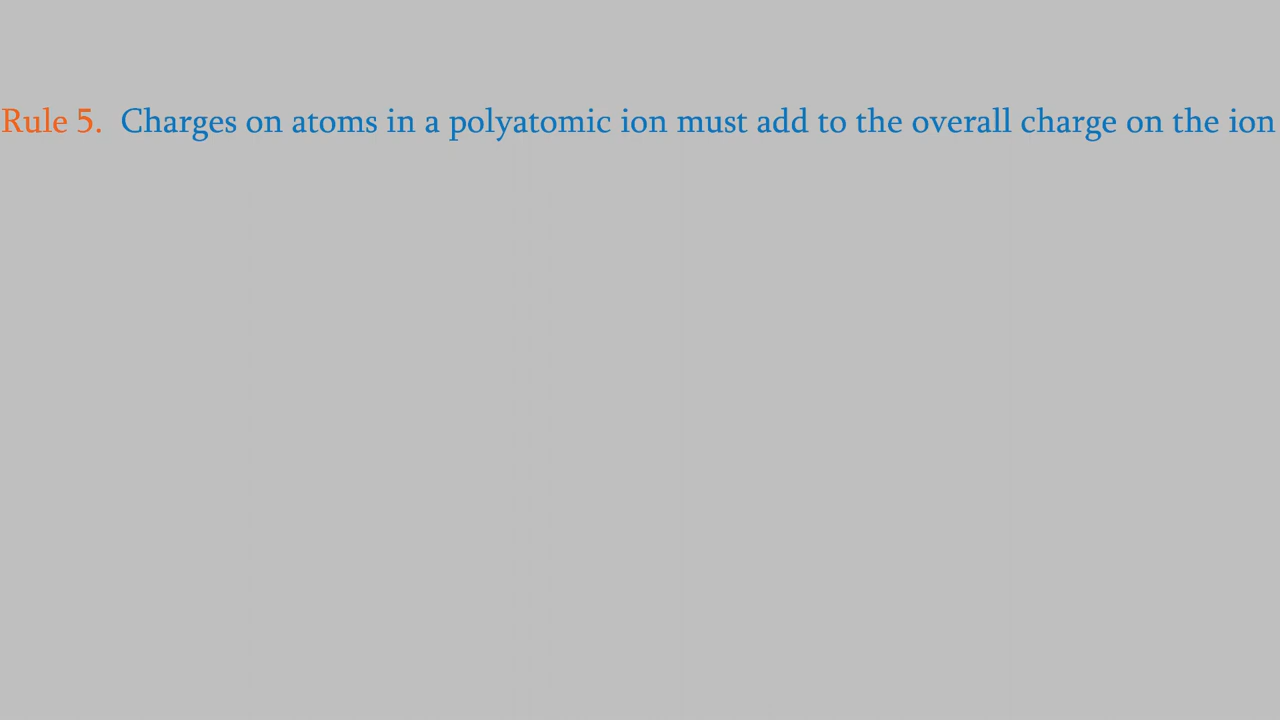 Rule 5. Charges on atoms in a polyatomic ion must add to the overall charge on the ion